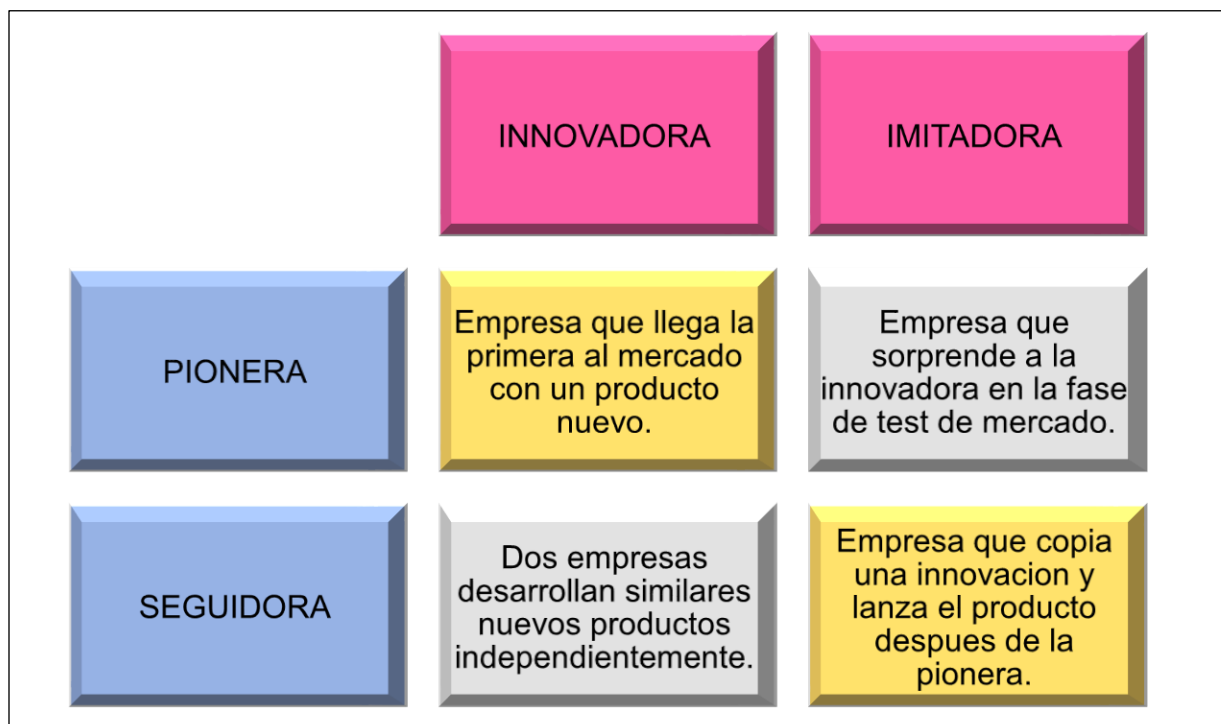 INNOVADORA
IMITADORA
PIONERA
Empresa que llega la
primera al mercado
con un producto
nuevo.
Empresa que
sorprende a la
innovadora en la fase
de test de mercado.
SEGUIDORA
Dos empresas
desarrollan similares
nuevos productos
independientemente.
Empresa que copia
una innovacion y
lanza el producto
despues de la
pionera.